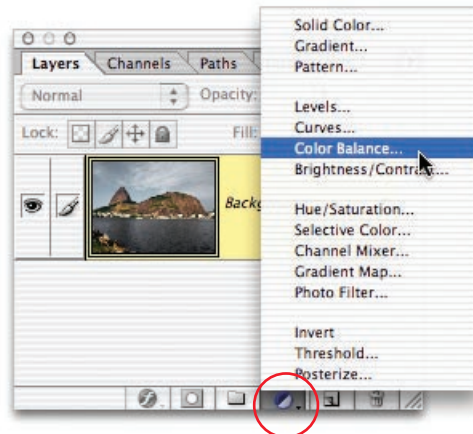 Layers Channels Paths
Normal Opacity:
Lock: Fill:
Solid Color...
Gradient...
Pattern...
Levels...
Curves...
Color Balance...
Brightness/Contra
Hue/Saturation...
Selective Color...
Channel Mixer...
Gradient Map...
Photo Filter...
Invert
Threshold...
Posterize...